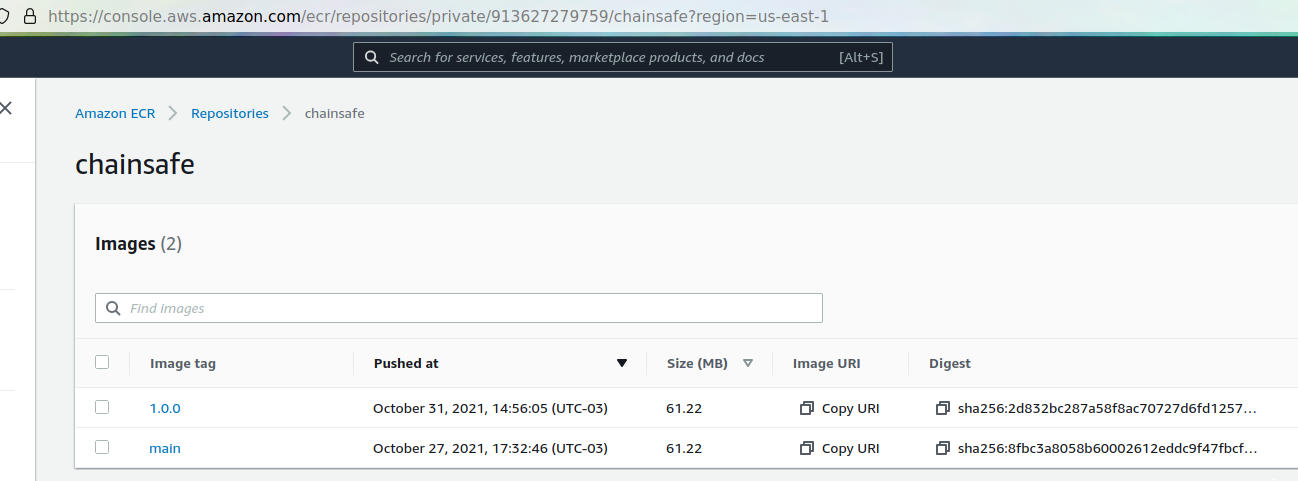 https://console.aws.amazon.com/ecr/repositories/private/913627279759/chainsafe?region=us-east-1
Search for services, features, marketplace products, and docs [Alt+S]
Amazon ECR > Repositories > chainsafe
chainsafe
Images (2)
Find images
Image tag Pushed at Size (MB) Image URI Digest
1.0.0 October 31, 2021, 14:56:05 (UTC-03) 61.22 Copy URI sha256:2d832bc287a58f8ac70727d6fd1257...
main October 27, 2021, 17:32:46 (UTC-03) 61.22 Copy URI sha256:8fbc3a8058b60002612eddc9f47fbcf...